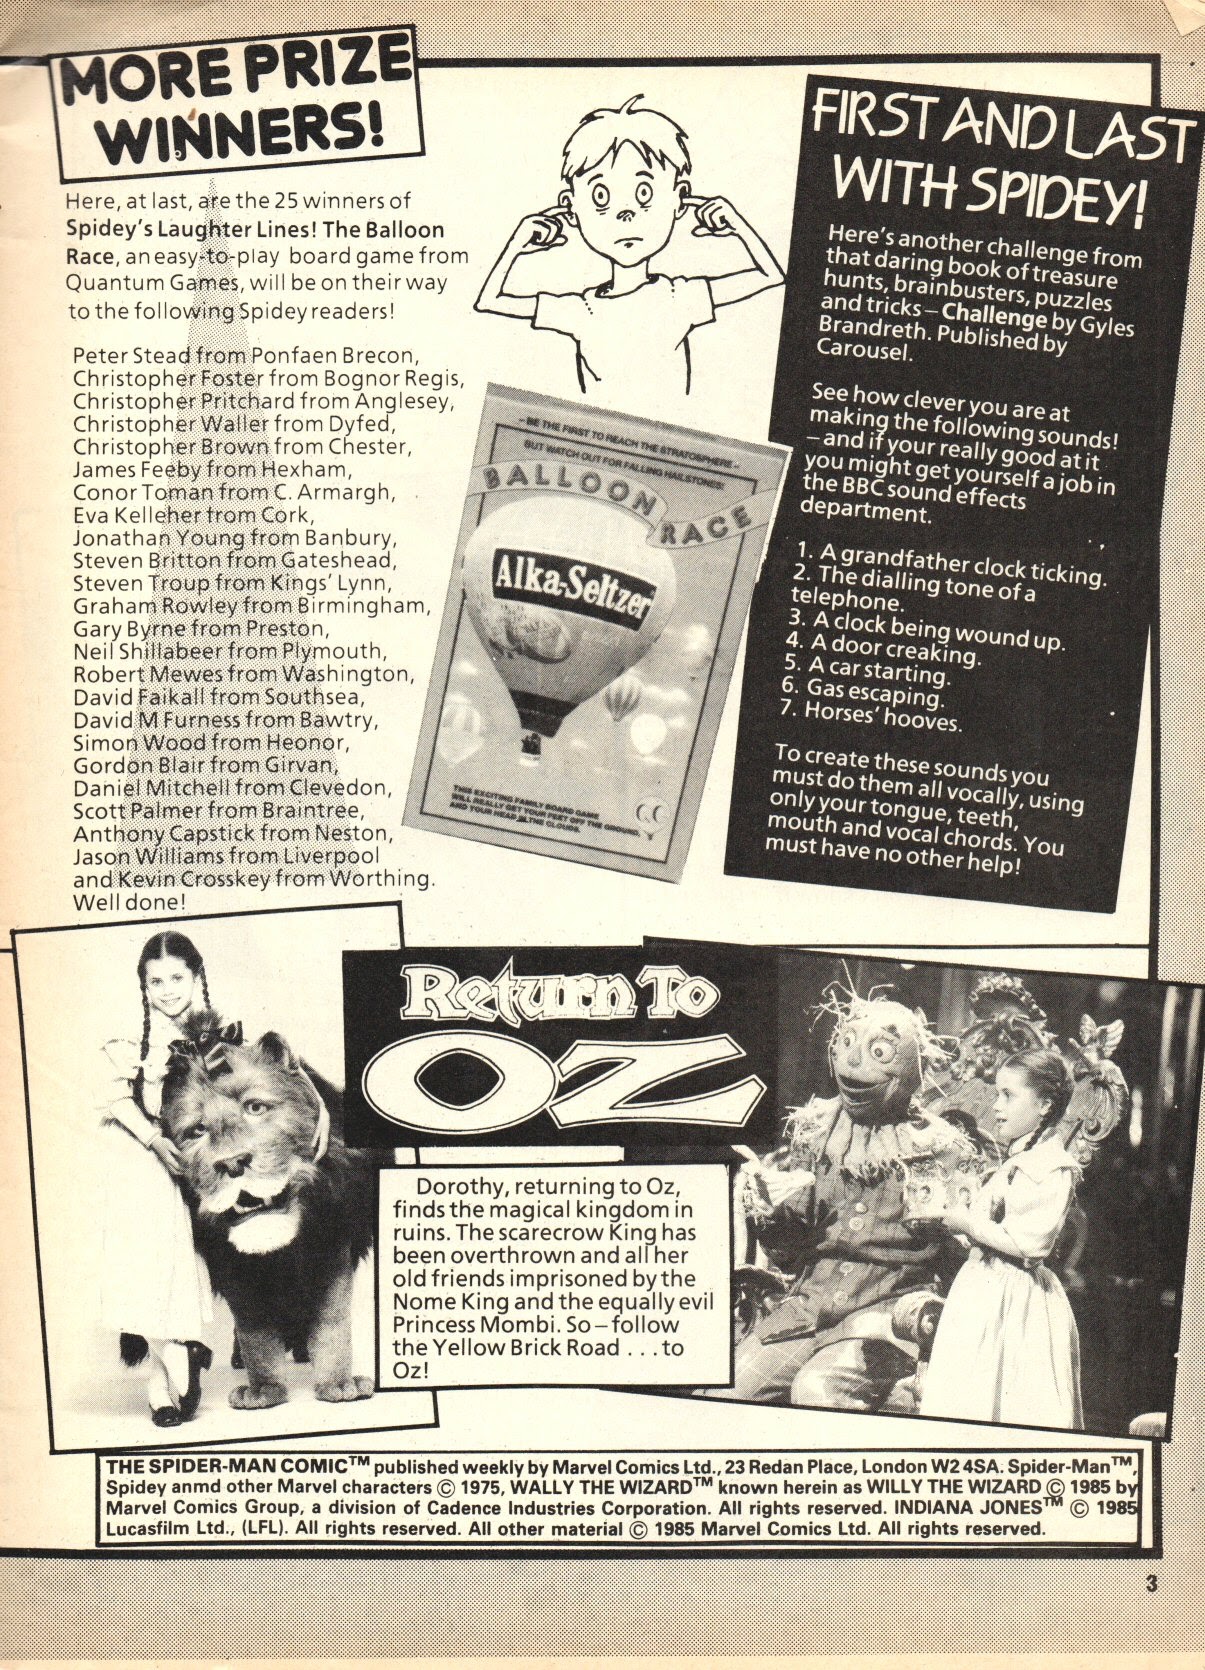 MORE PRIZE
WINNERS!
Here, at last, are the 25 winners of
Spidey's Laughter Lines! The Balloon
Race, an easy-to-play board game from
Quantum Games, will be on their way
to the following Spidey readers!
Peter Stead from Ponfaen Brecon,
Christopher Foster from Bognor Regis,
Christopher Pritchard from Anglesey,
Christopher Waller from Dyfed,
Christopher Brown from Chester,
James Feeby from Hexham,
Conor Toman from C. Armargh,
Eva Kelleher from Cork,
Jonathan Young from Banbury,
Steven Britton from Gateshead,
Steven Troup from Kings' Lynn,
Graham Rowley from Birmingham,
Gary Byrne from Preston,
Neil Shillabeer from Plymouth,
Robert Mewes from Washington,
David Faikall from Southsea,
David M Furness from Bawtry,
Simon Wood from Heonor,
Gordon Blair from Girvan,
Daniel Mitchell from Clevedon,
Scott Palmer from Braintree,
Anthony Capstick from Neston,
Jason Williams from Liverpool
and Kevin Crosskey from Worthing.
Well done!
– BE THE FIRST TO REACH THE STRATOSPHERE –
BUT WATCH OUT FOR FALLING HAILSTONES!
BALLOON
RACE
Alka-Seltzer
THIS EXCITING FAMILY BOARD GAME
WILL REALLY GET YOUR FEET OFF THE GROUND,
AND YOUR HEAD IN THE CLOUDS.
FIRST AND LAST
WITH SPIDEY!
Here's another challenge from
that daring book of treasure
hunts, brainbusters, puzzles
and tricks – Challenge by Gyles
Brandreth. Published by
Carousel.
See how clever you are at
making the following sounds!
– and if your really good at it
you might get yourself a job in
the BBC sound effects
department.
1. A grandfather clock ticking.
2. The dialling tone of a
telephone.
3. A clock being wound up.
4. A door creaking.
5. A car starting.
6. Gas escaping.
7. Horses' hooves.
To create these sounds you
must do them all vocally, using
only your tongue, teeth,
mouth and vocal chords. You
must have no other help!
Return To
OZ
Dorothy, returning to Oz,
finds the magical kingdom in
ruins. The scarecrow King has
been overthrown and all her
old friends imprisoned by the
Nome King and the equally evil
Princess Mombi. So – follow
the Yellow Brick Road . . . to
Oz!
THE SPIDER-MAN COMIC™ published weekly by Marvel Comics Ltd., 23 Redan Place, London W2 4SA. Spider-Man™,
Spidey anmd other Marvel characters © 1975, WALLY THE WIZARD™ known herein as WILLY THE WIZARD © 1985 by
Marvel Comics Group, a division of Cadence Industries Corporation. All rights reserved. INDIANA JONES™ © 1985
Lucasfilm Ltd., (LFL). All rights reserved. All other material © 1985 Marvel Comics Ltd. All rights reserved.
3